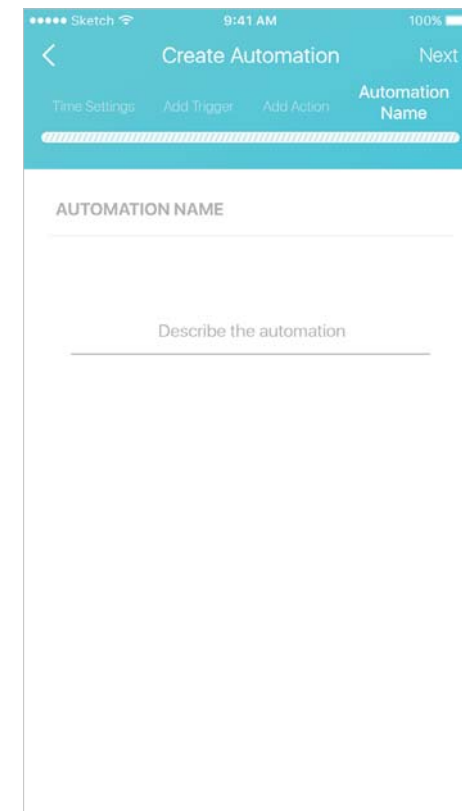 Sketch 9:41 AM 100%
Create Automation Next
Time Settings Add Trigger Add Action Automation Name
AUTOMATION NAME
Describe the automation